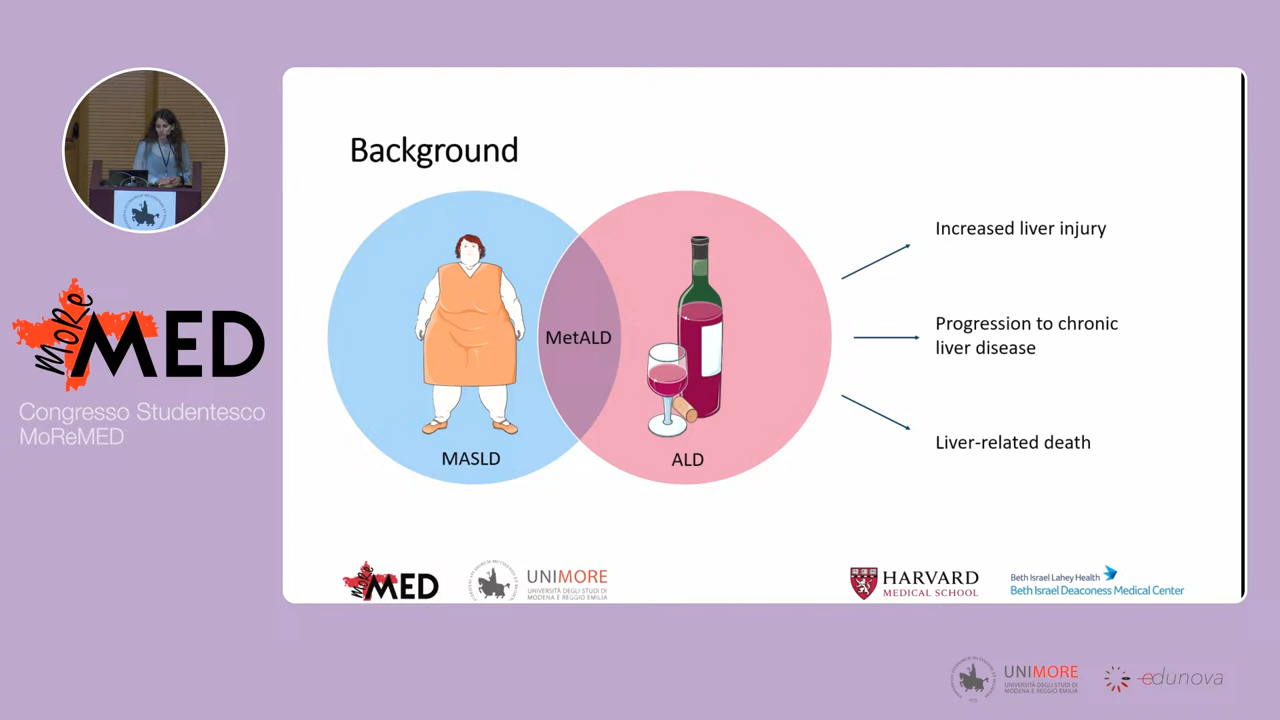 Background
MASLD
MetALD
ALD
Increased liver injury
Progression to chronic
liver disease
Liver-related death
MoRe
MED
Congresso Studentesco
MoReMED
MoRe
MED
UNIMORE
UNIVERSITÀ DEGLI STUDI DI
MODENA E REGGIO EMILIA
HARVARD
MEDICAL SCHOOL
Beth Israel Lahey Health
Beth Israel Deaconess Medical Center
UNIMORE
UNIVERSITÀ DEGLI STUDI DI
MODENA E REGGIO EMILIA
edunova